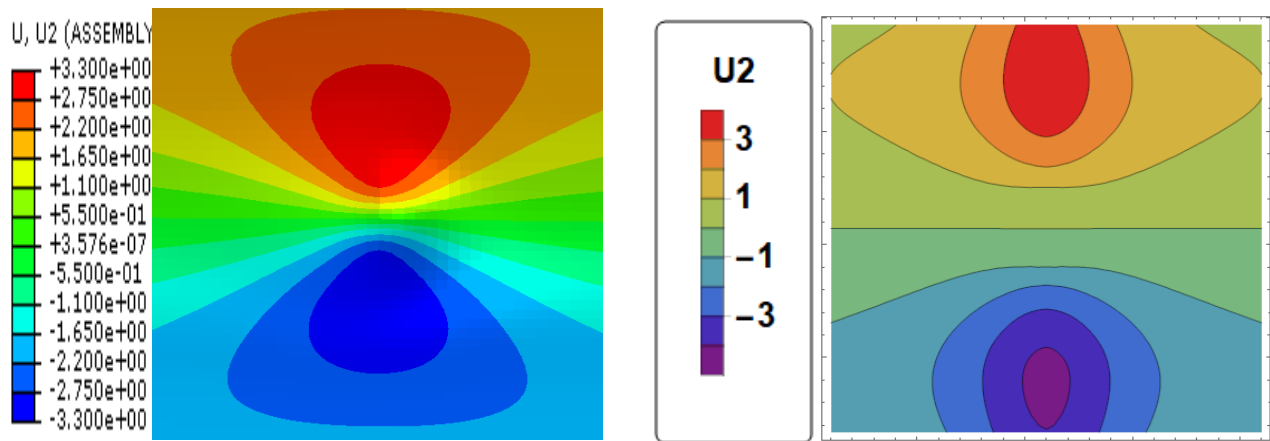 U, U2 (ASSEMBLY
+3.300e+00
+2.750e+00
+2.200e+00
+1.650e+00
+1.100e+00
+5.500e-01
+3.576e-07
-5.500e-01
-1.100e+00
-1.650e+00
-2.200e+00
-2.750e+00
-3.300e+00
U2
3
1
−1
−3